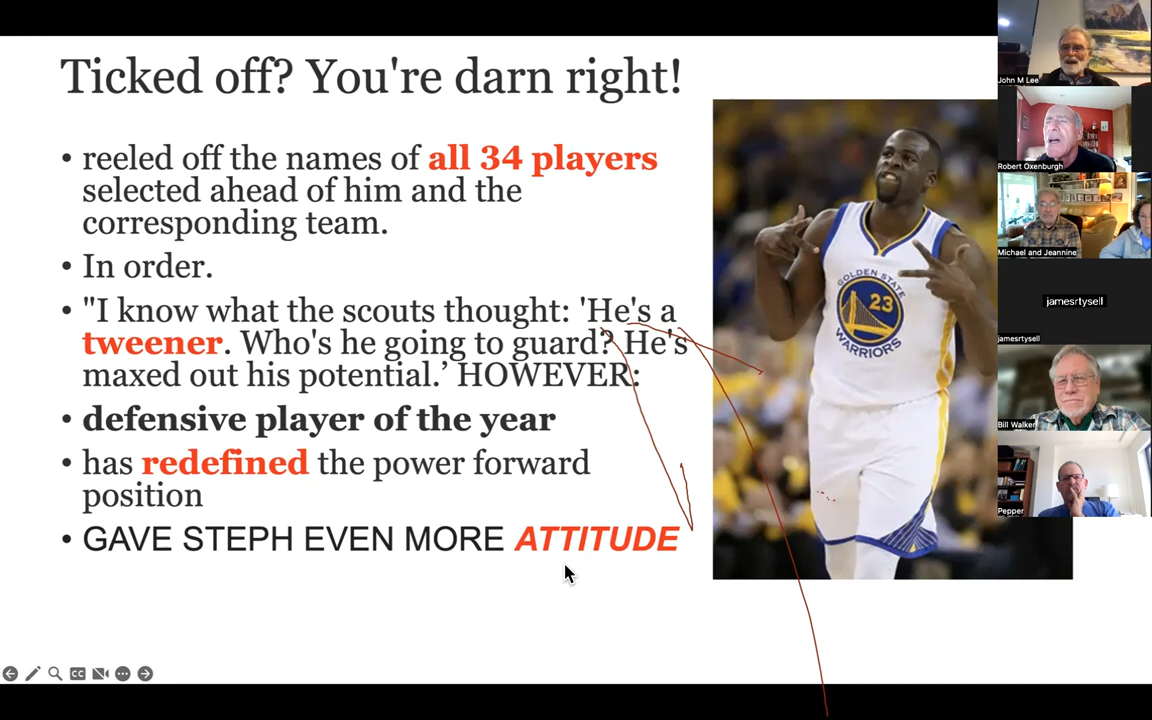 Ticked off? You're darn right!
• reeled off the names of all 34 players
selected ahead of him and the
corresponding team.
• In order.
• "I know what the scouts thought: 'He's a
tweener. Who's he going to guard? He's
maxed out his potential.’ HOWEVER:
• defensive player of the year
• has redefined the power forward
position
• GAVE STEPH EVEN MORE ATTITUDE
GOLDEN STATE
23
WARRIORS
John M Lee
Robert Oxenburgh
Michael and Jeannine
jamesrtysell
jamesrtysell
Bill Walker
Pepper
CC